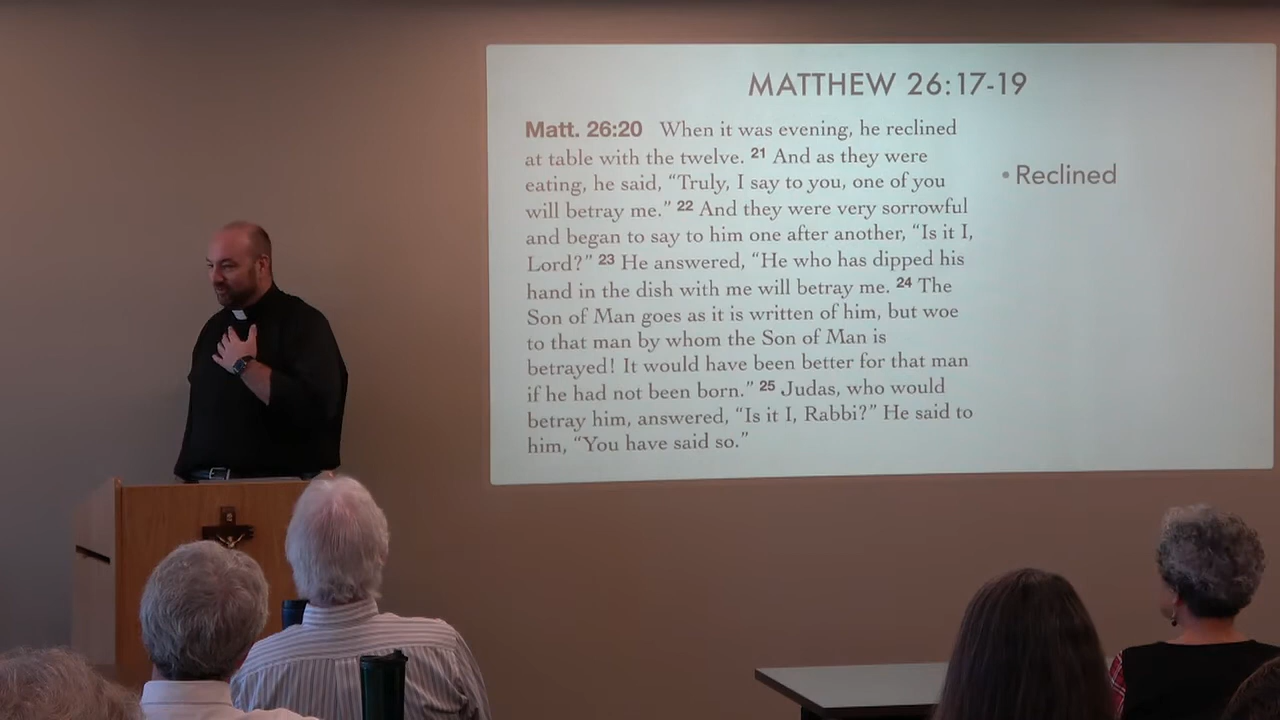 MATTHEW 26:17-19
Matt. 26:20 When it was evening, he reclined
at table with the twelve. 21 And as they were
eating, he said, “Truly, I say to you, one of you
will betray me.” 22 And they were very sorrowful
and began to say to him one after another, “Is it I,
Lord?” 23 He answered, “He who has dipped his
hand in the dish with me will betray me. 24 The
Son of Man goes as it is written of him, but woe
to that man by whom the Son of Man is
betrayed! It would have been better for that man
if he had not been born.” 25 Judas, who would
betray him, answered, “Is it I, Rabbi?” He said to
him, “You have said so.”
• Reclined